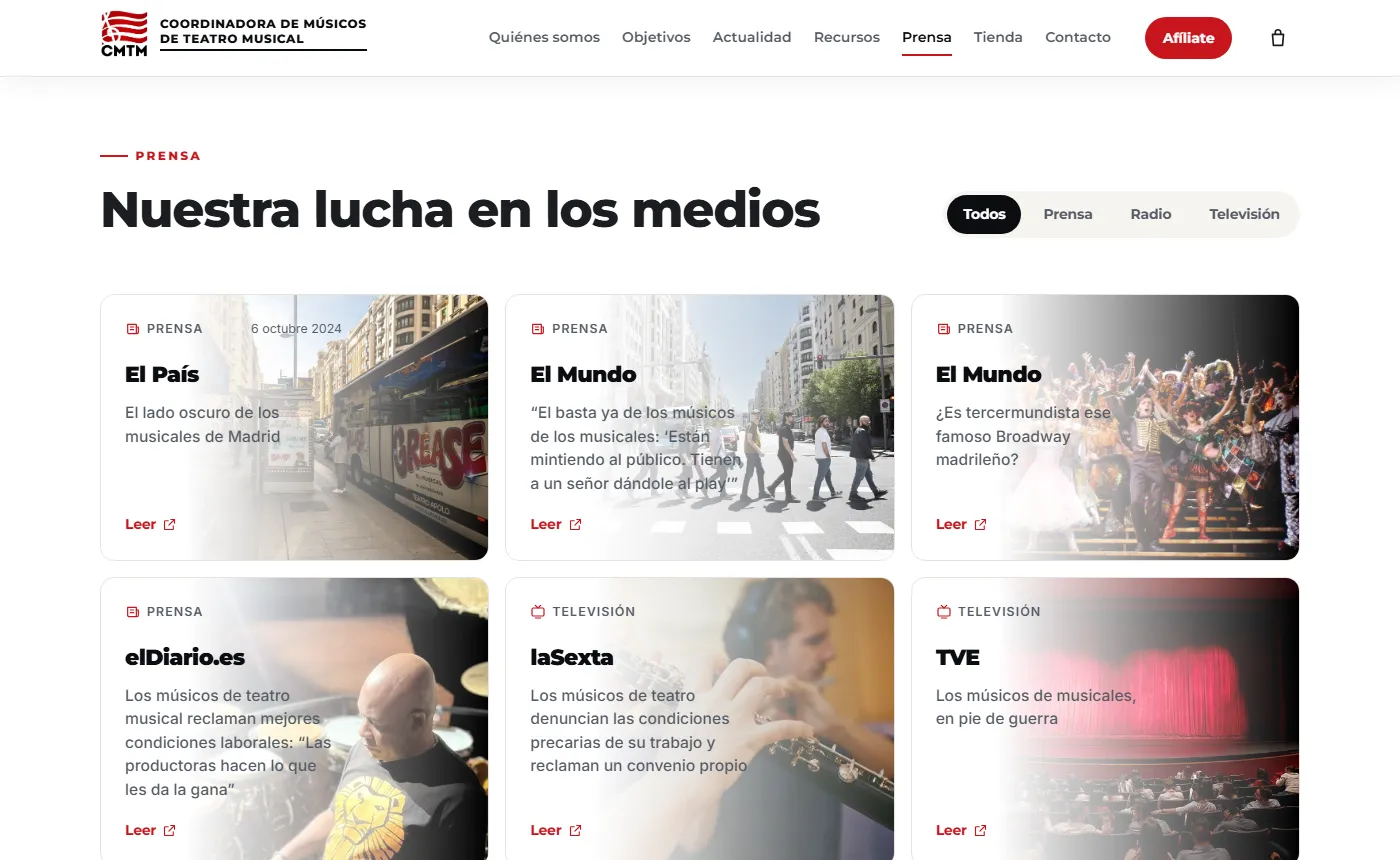 COORDINADORA DE MÚSICOS
DE TEATRO MUSICAL
CMTM
Quiénes somos
Objetivos
Actualidad
Recursos
Prensa
Tienda
Contacto
Afíliate
PRENSA
Nuestra lucha en los medios
Todos
Prensa
Radio
Televisión
PRENSA
6 octubre 2024
El País
El lado oscuro de los
musicales de Madrid
GREASE
Leer
PRENSA
El Mundo
“El basta ya de los músicos
de los musicales: ‘Están
mintiendo al público. Tienen
a un señor dándole al play’”
Leer
PRENSA
El Mundo
¿Es tercermundista ese
famoso Broadway
madrileño?
Leer
PRENSA
elDiario.es
Los músicos de teatro
musical reclaman mejores
condiciones laborales: “Las
productoras hacen lo que
les da la gana”
Leer
TELEVISIÓN
laSexta
Los músicos de teatro
denuncian las condiciones
precarias de su trabajo y
reclaman un convenio propio
Leer
TELEVISIÓN
TVE
Los músicos de musicales,
en pie de guerra
Leer